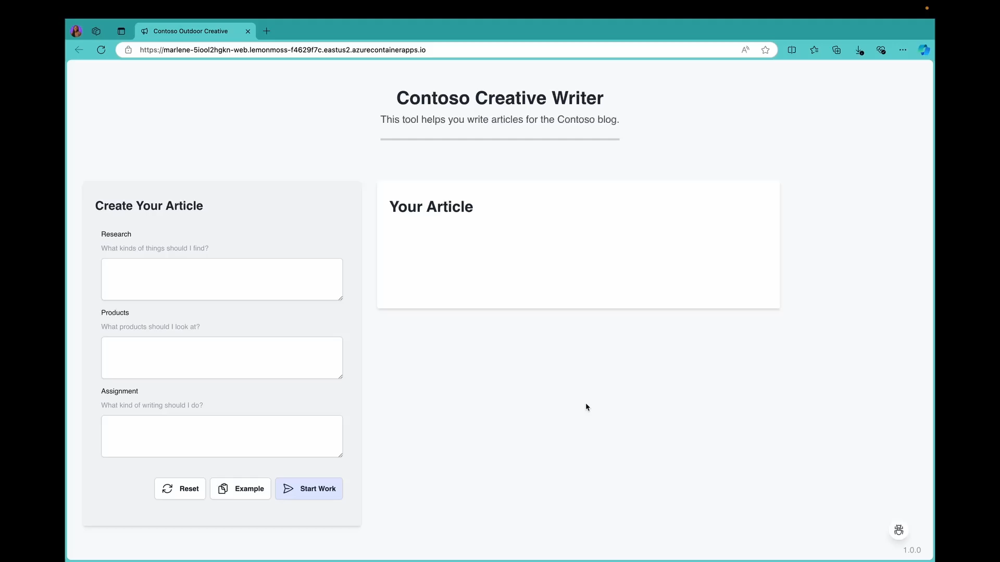 Contoso Outdoor Creative
https://marlene-5iool2hgkn-web.lemonmoss-f4629f7c.eastus2.azurecontainerapps.io
Contoso Creative Writer
This tool helps you write articles for the Contoso blog.
Create Your Article
Research
What kinds of things should I find?
Products
What products should I look at?
Assignment
What kind of writing should I do?
Reset
Example
Start Work
Your Article
1.0.0